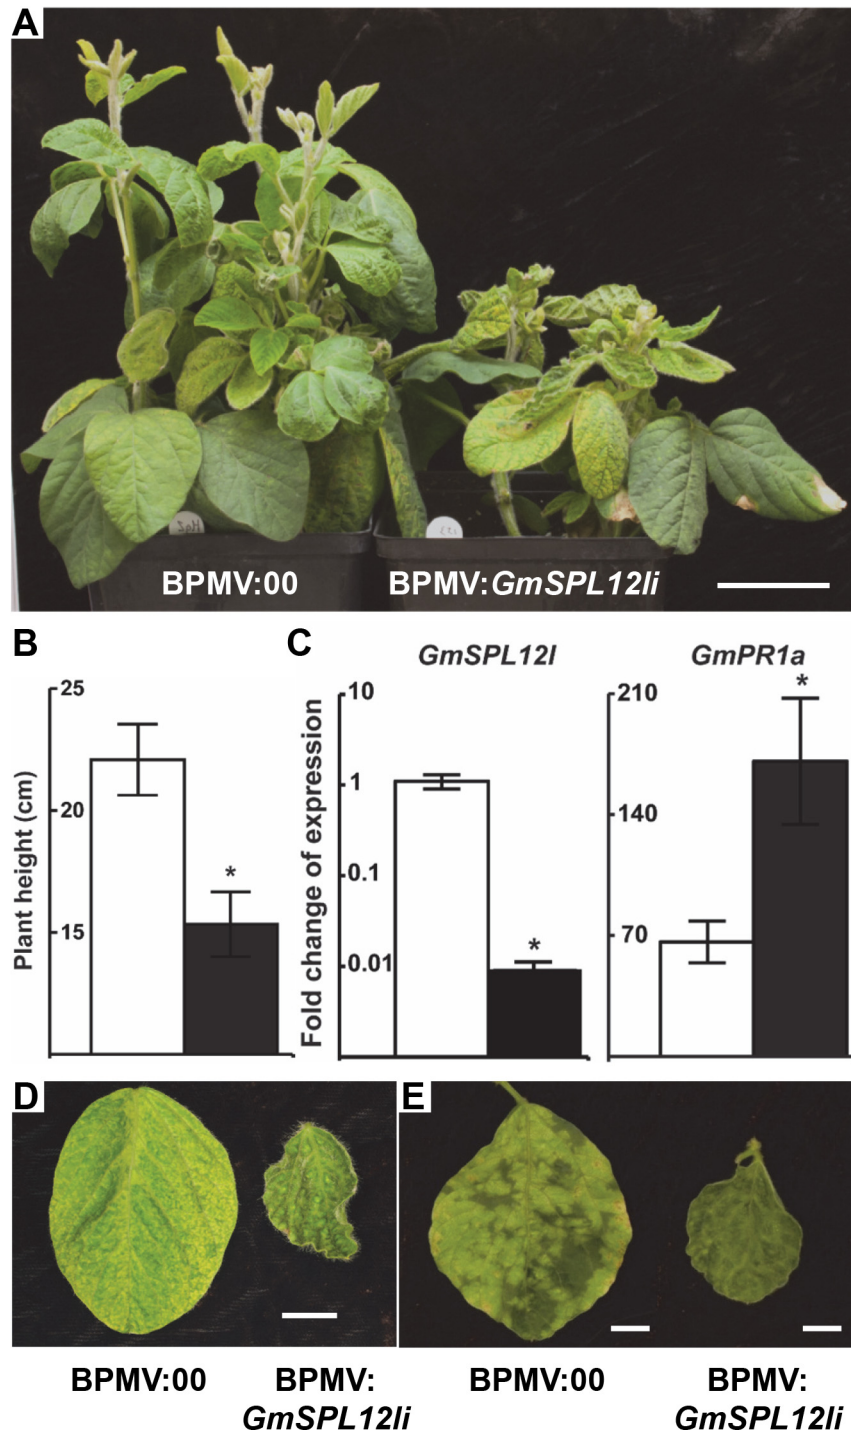 A
BPMV:00
BPMV:GmSPL12li
B
C
GmSPL12l
GmPR1a
Plant height (cm)
25
20
15
*
Fold change of expression
10
1
0.1
0.01
*
210
140
70
*
D
E
BPMV:00
BPMV:
GmSPL12li
BPMV:00
BPMV:
GmSPL12li